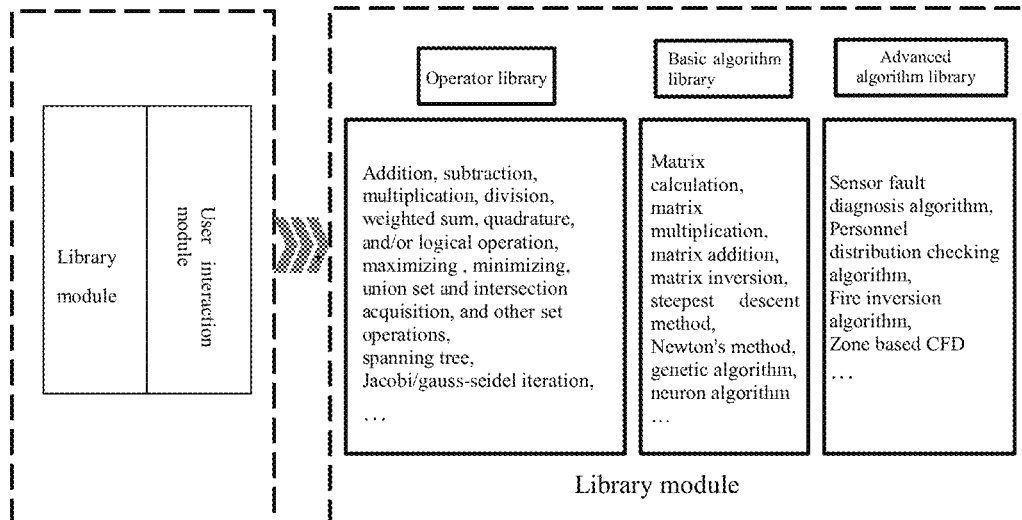 Library
module
User interaction
module
Operator library
Basic algorithm
library
Advanced
algorithm library
Addition, subtraction,
multiplication, division,
weighted sum, quadrature,
and/or logical operation,
maximizing , minimizing,
union set and intersection
acquisition, and other set
operations,
spanning tree,
Jacobi/gauss-seidel iteration,
…
Matrix
calculation,
matrix
multiplication,
matrix addition,
matrix inversion,
steepest descent
method,
Newton's method,
genetic algorithm,
neuron algorithm
…
Sensor fault
diagnosis algorithm,
Personnel
distribution checking
algorithm,
Fire inversion
algorithm,
Zone based CFD
…
Library module